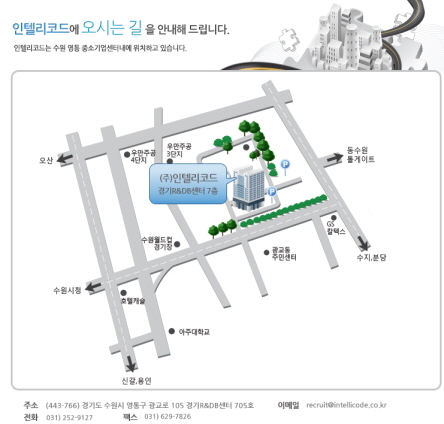 인텔리코드에 오시는 길 을 안내해 드립니다.
인텔리코드는 수원 영통 중소기업센터내에 위치하고 있습니다.
오산
우만주공
4단지
우만주공
3단지
동수원
톨게이트
(주)인텔리코드
경기R&DB센터 7층
P
P
수원월드컵
경기장
광교동
주민센터
GS
칼텍스
수지,분당
수원시청
호텔캐슬
아주대학교
신갈,용인
주소 (443-766) 경기도 수원시 영통구 광교로 105 경기R&DB센터 705호 이메일 recruit@intellicode.co.kr
전화 031) 252-9127 팩스 031) 629-7826